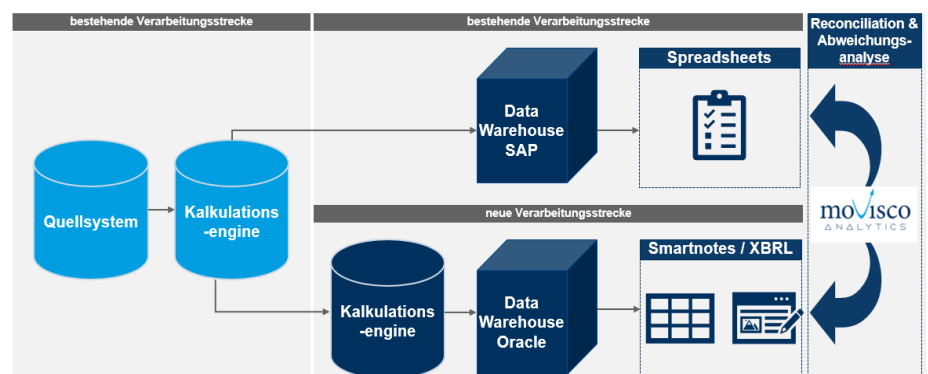 bestehende Verarbeitungsstrecke
bestehende Verarbeitungsstrecke
Reconciliation &
Abweichungs-
analyse
Spreadsheets
Data
Warehouse
SAP
Quellsystem
Kalkulations
-engine
neue Verarbeitungsstrecke
moVisco
ANALYTICS
Smartnotes / XBRL
Kalkulations
-engine
Data
Warehouse
Oracle